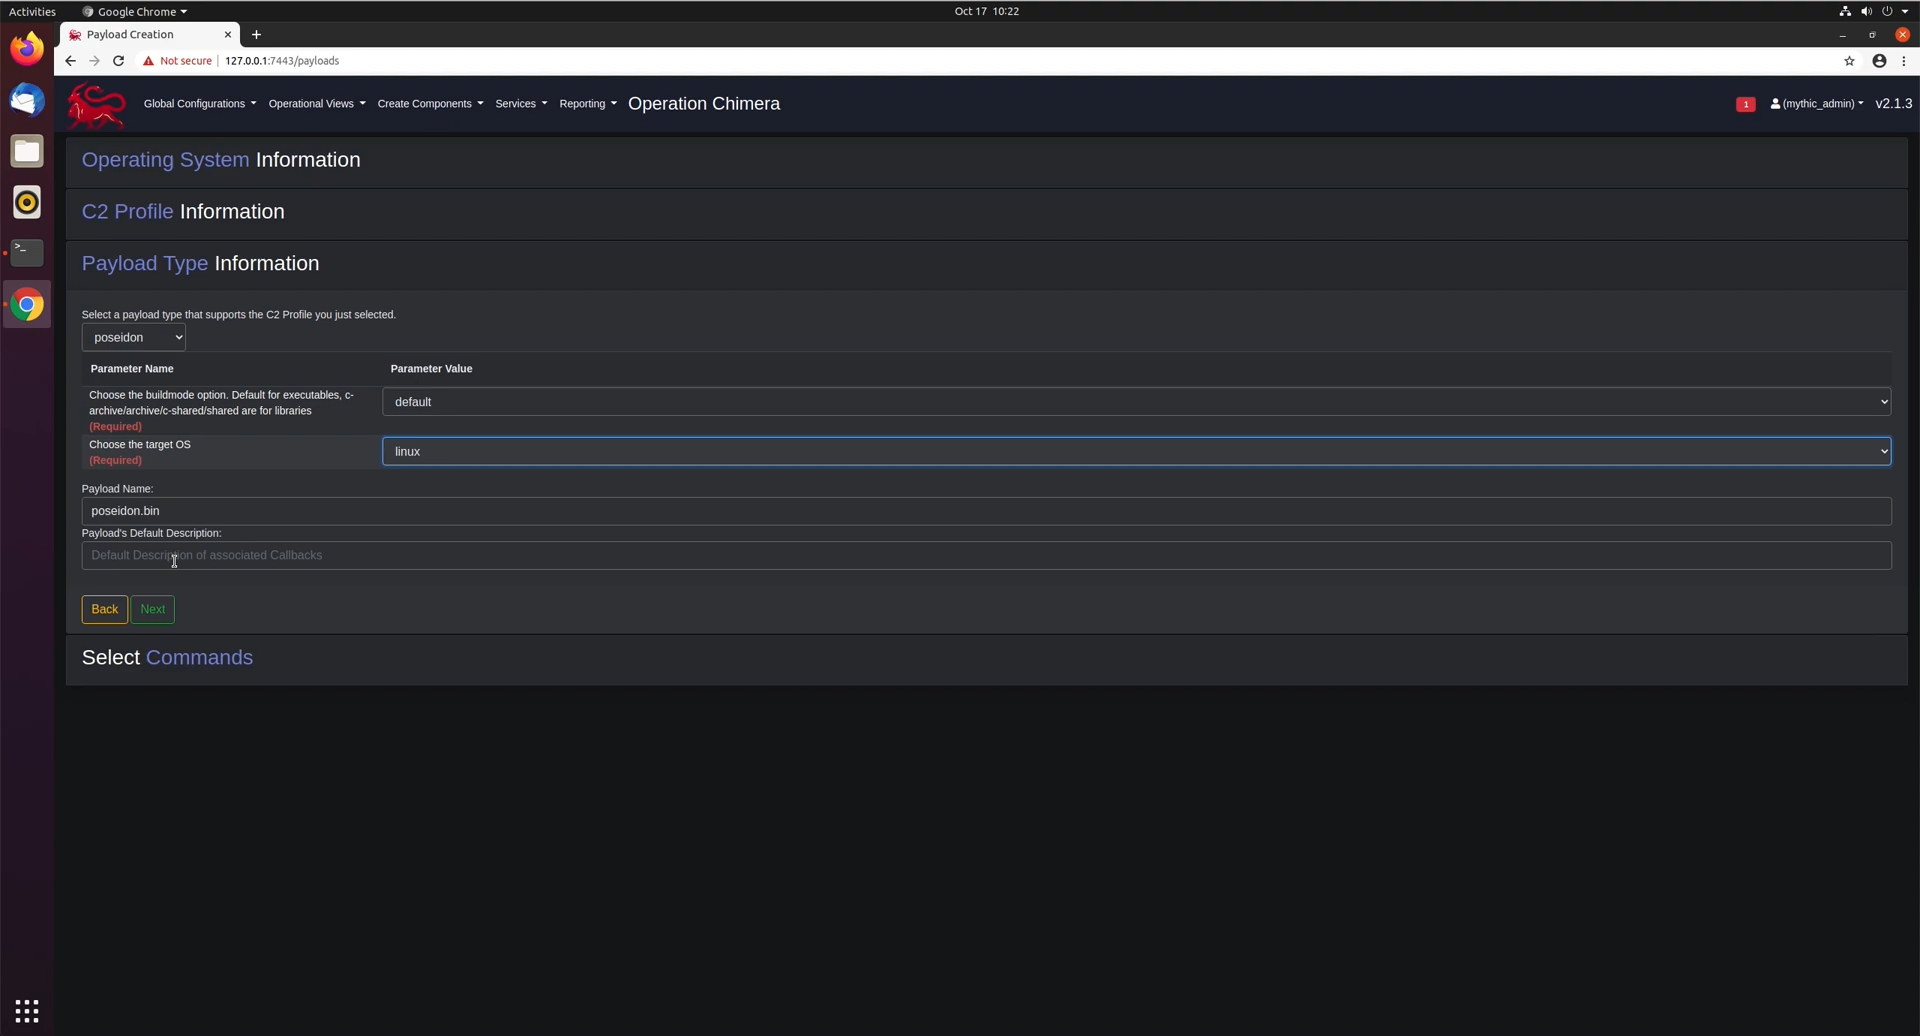 Activities Google Chrome Oct 17 10:22
Payload Creation
Not secure 127.0.0.1:7443/payloads
Global Configurations Operational Views Create Components Services Reporting Operation Chimera 1 (mythic_admin) v2.1.3
Operating System Information
C2 Profile Information
Payload Type Information
Select a payload type that supports the C2 Profile you just selected.
poseidon
Parameter Name Parameter Value
Choose the buildmode option. Default for executables, c-
archive/archive/c-shared/shared are for libraries
(Required)
default
Choose the target OS
(Required)
linux
Payload Name:
poseidon.bin
Payload's Default Description:
Default Description of associated Callbacks
Back Next
Select Commands